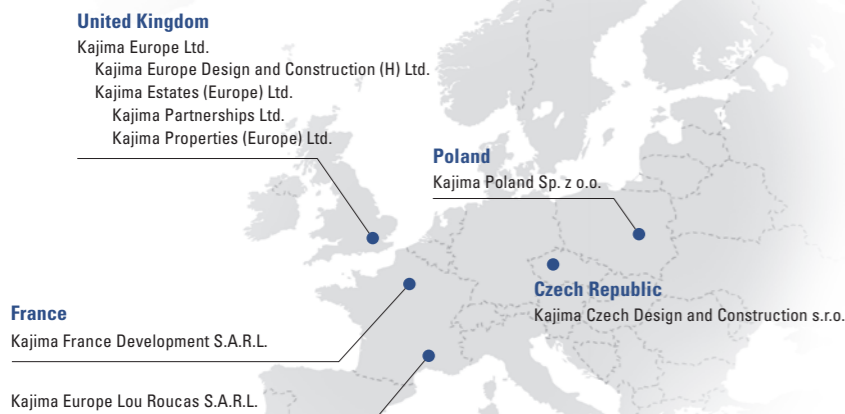 United Kingdom
Kajima Europe Ltd.
Kajima Europe Design and Construction (H) Ltd.
Kajima Estates (Europe) Ltd.
Kajima Partnerships Ltd.
Kajima Properties (Europe) Ltd.
Poland
Kajima Poland Sp. z o.o.
Czech Republic
Kajima Czech Design and Construction s.r.o.
France
Kajima France Development S.A.R.L.
Kajima Europe Lou Roucas S.A.R.L.